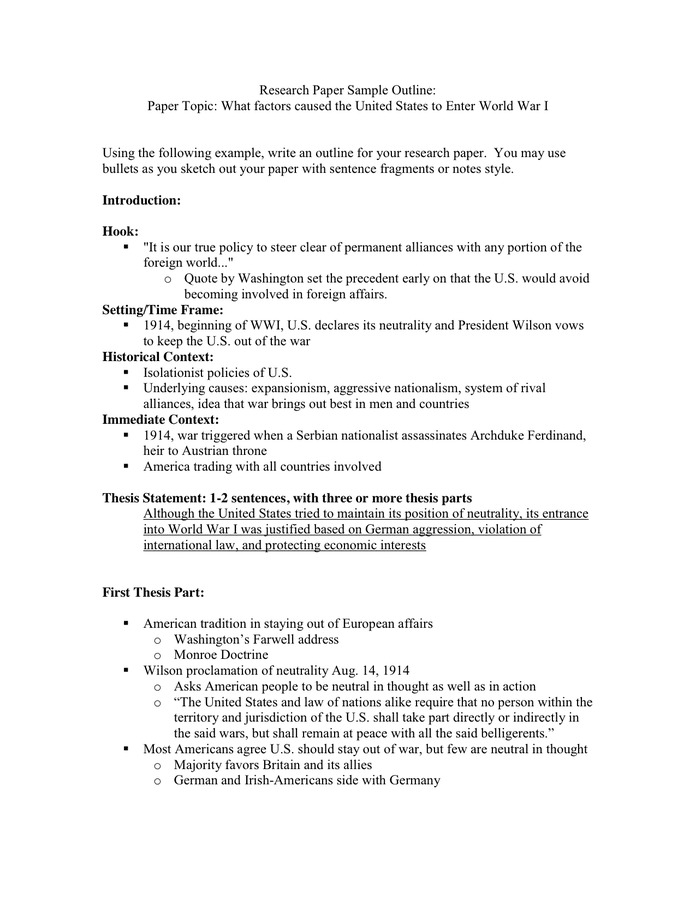 Research Paper Sample Outline:
Paper Topic: What factors caused the United States to Enter World War I
Using the following example, write an outline for your research paper.  You may use
bullets as you sketch out your paper with sentence fragments or notes style.
Introduction:
Hook:
▪ "It is our true policy to steer clear of permanent alliances with any portion of the
foreign world..."
o Quote by Washington set the precedent early on that the U.S. would avoid
becoming involved in foreign affairs.
Setting/Time Frame:
▪ 1914, beginning of WWI, U.S. declares its neutrality and President Wilson vows
to keep the U.S. out of the war
Historical Context:
▪ Isolationist policies of U.S.
▪ Underlying causes: expansionism, aggressive nationalism, system of rival
alliances, idea that war brings out best in men and countries
Immediate Context:
▪ 1914, war triggered when a Serbian nationalist assassinates Archduke Ferdinand,
heir to Austrian throne
▪ America trading with all countries involved
Thesis Statement: 1-2 sentences, with three or more thesis parts
Although the United States tried to maintain its position of neutrality, its entrance
into World War I was justified based on German aggression, violation of
international law, and protecting economic interests
First Thesis Part:
▪ American tradition in staying out of European affairs
o Washington’s Farwell address
o Monroe Doctrine
▪ Wilson proclamation of neutrality Aug. 14, 1914
o Asks American people to be neutral in thought as well as in action
o “The United States and law of nations alike require that no person within the
territory and jurisdiction of the U.S. shall take part directly or indirectly in
the said wars, but shall remain at peace with all the said belligerents.”
▪ Most Americans agree U.S. should stay out of war, but few are neutral in thought
o Majority favors Britain and its allies
o German and Irish-Americans side with Germany